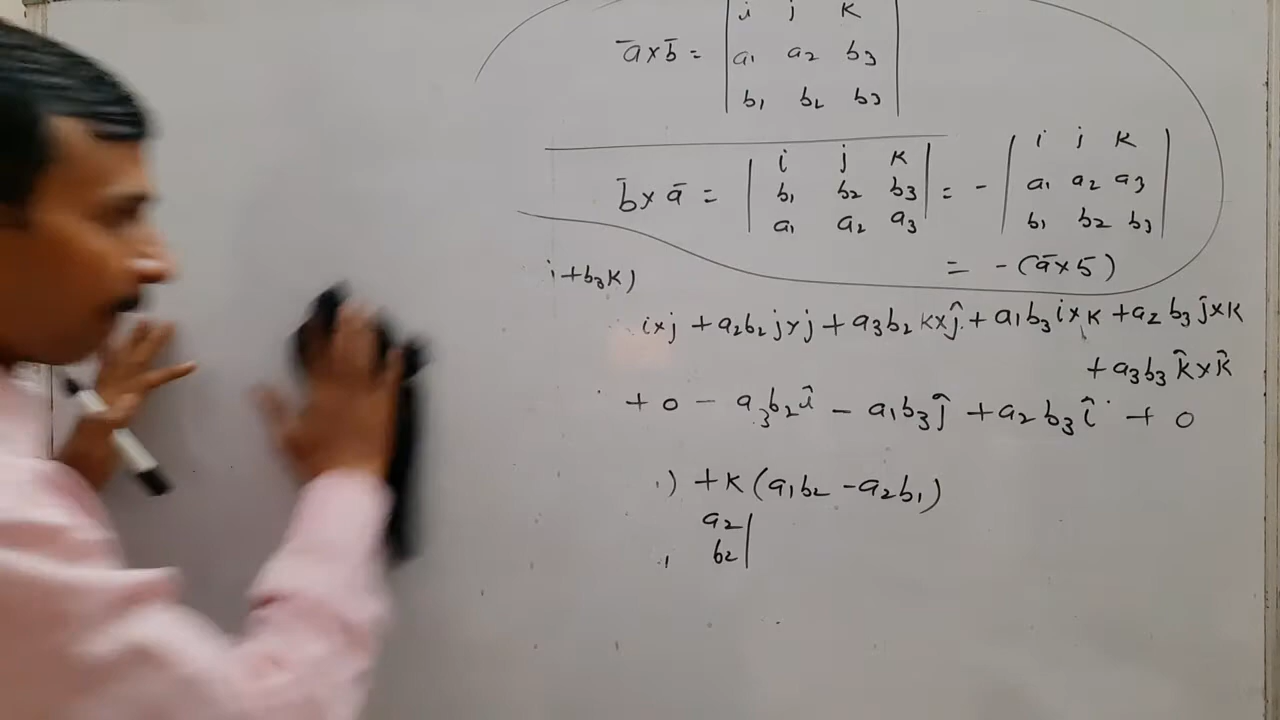 i j K
a̅×b̅ = | a₁ a₂ b₃ |
b₁ b₂ b₃
i j K i j K
b̅×a̅ = | b₁ b₂ b₃ | = - | a₁ a₂ a₃ |
a₁ a₂ a₃ b₁ b₂ b₃
= -(a̅×b̅)
+b₃K)
i×j + a₂b₂ j×j + a₃b₂ K×ĵ + a₁b₃ i×K + a₂b₃ ĵ×K
+ a₃b₃ k̂×k̂
+ 0 - a₃b₂ î - a₁b₃ ĵ + a₂b₃ î + 0
) + K(a₁b₂ - a₂b₁)
a₂ |
b₂ |